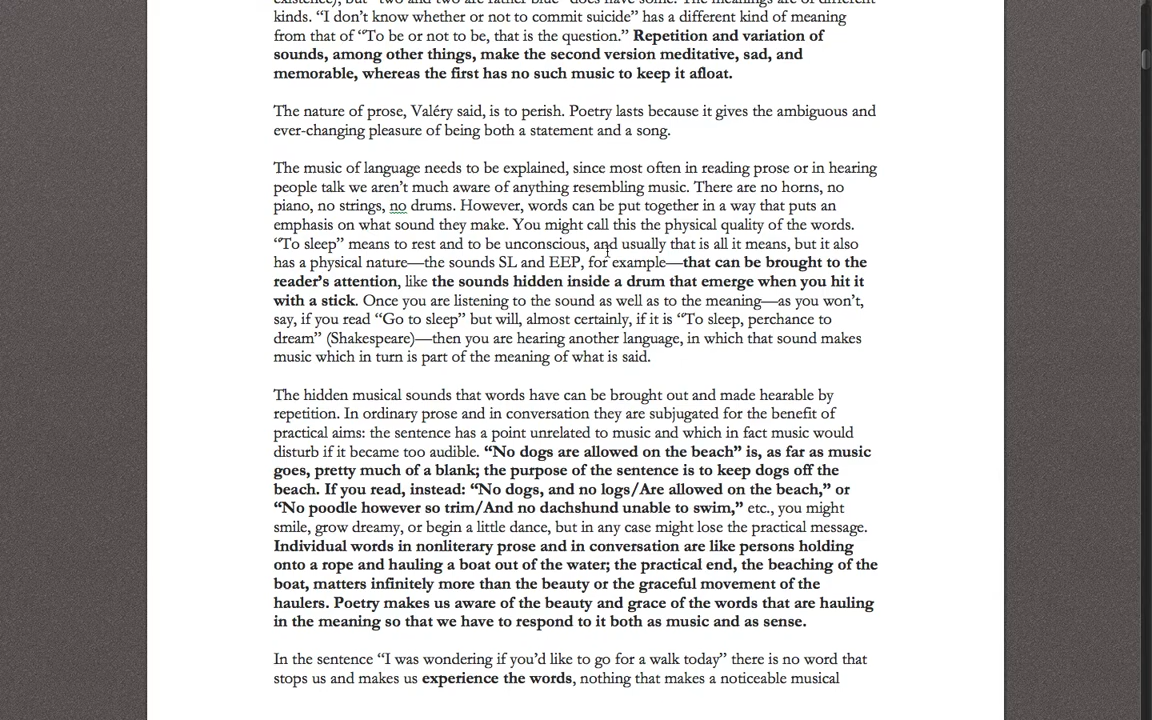 existence), but “two and two are rather blue” does have some. The meanings are of different
kinds. “I don’t know whether or not to commit suicide” has a different kind of meaning
from that of “To be or not to be, that is the question.” Repetition and variation of
sounds, among other things, make the second version meditative, sad, and
memorable, whereas the first has no such music to keep it afloat.
The nature of prose, Valéry said, is to perish. Poetry lasts because it gives the ambiguous and
ever-changing pleasure of being both a statement and a song.
The music of language needs to be explained, since most often in reading prose or in hearing
people talk we aren’t much aware of anything resembling music. There are no horns, no
piano, no strings, no drums. However, words can be put together in a way that puts an
emphasis on what sound they make. You might call this the physical quality of the words.
“To sleep” means to rest and to be unconscious, and usually that is all it means, but it also
has a physical nature—the sounds SL and EEP, for example—that can be brought to the
reader’s attention, like the sounds hidden inside a drum that emerge when you hit it
with a stick. Once you are listening to the sound as well as to the meaning—as you won’t,
say, if you read “Go to sleep” but will, almost certainly, if it is “To sleep, perchance to
dream” (Shakespeare)—then you are hearing another language, in which that sound makes
music which in turn is part of the meaning of what is said.
The hidden musical sounds that words have can be brought out and made hearable by
repetition. In ordinary prose and in conversation they are subjugated for the benefit of
practical aims: the sentence has a point unrelated to music and which in fact music would
disturb if it became too audible. “No dogs are allowed on the beach” is, as far as music
goes, pretty much of a blank; the purpose of the sentence is to keep dogs off the
beach. If you read, instead: “No dogs, and no logs/Are allowed on the beach,” or
“No poodle however so trim/And no dachshund unable to swim,” etc., you might
smile, grow dreamy, or begin a little dance, but in any case might lose the practical message.
Individual words in nonliterary prose and in conversation are like persons holding
onto a rope and hauling a boat out of the water; the practical end, the beaching of the
boat, matters infinitely more than the beauty or the graceful movement of the
haulers. Poetry makes us aware of the beauty and grace of the words that are hauling
in the meaning so that we have to respond to it both as music and as sense.
In the sentence “I was wondering if you’d like to go for a walk today” there is no word that
stops us and makes us experience the words, nothing that makes a noticeable musical